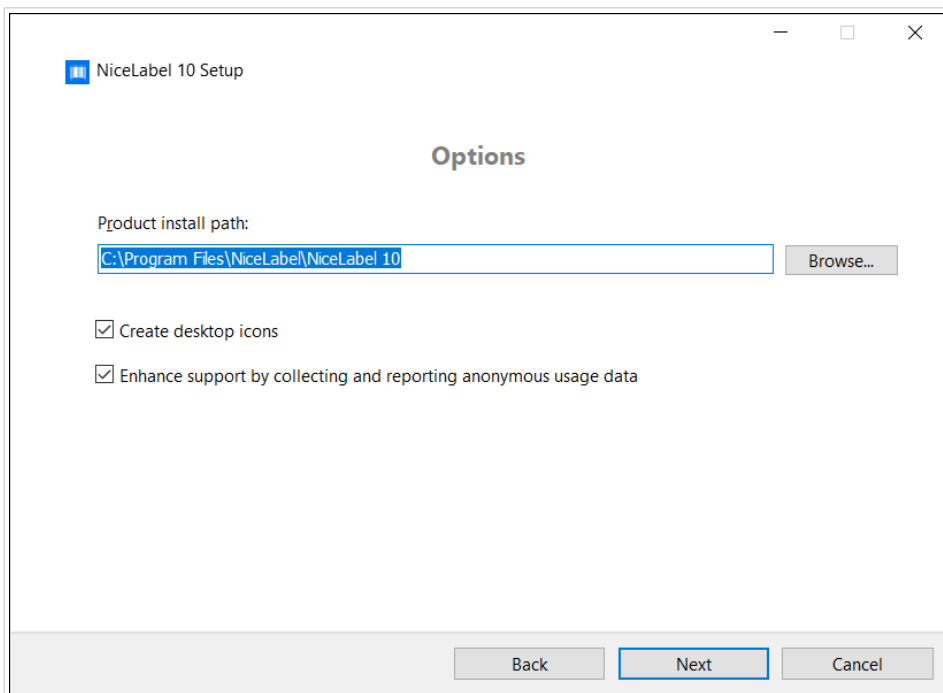 NiceLabel 10 Setup
Options
Product install path:
C:\Program Files\NiceLabel\NiceLabel 10
Browse...
Create desktop icons
Enhance support by collecting and reporting anonymous usage data
Back Next Cancel